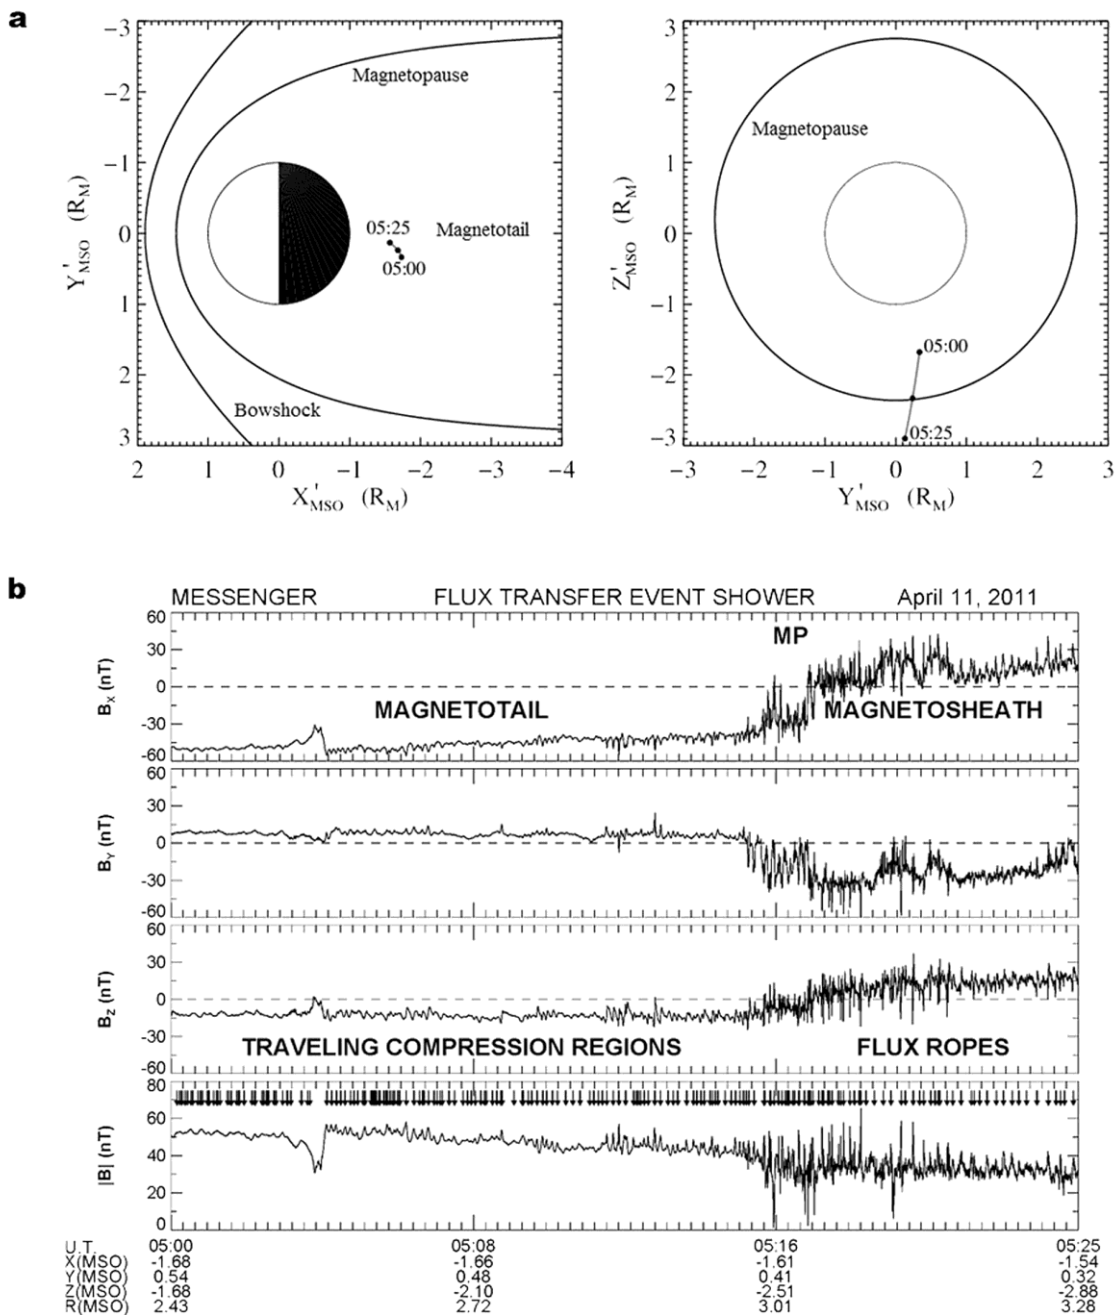 a
-3
-2
-1
0
1
2
3
Y'MSO (RM)
Magnetopause
05:25
Magnetotail
05:00
Bowshock
2 1 0 -1 -2 -3 -4
X'MSO (RM)
3
2
1
0
-1
-2
-3
Z'MSO (RM)
Magnetopause
05:00
05:25
-3 -2 -1 0 1 2 3
Y'MSO (RM)
b
MESSENGER FLUX TRANSFER EVENT SHOWER April 11, 2011
60
30
0
-30
-60
BX (nT)
MP
MAGNETOTAIL MAGNETOSHEATH
60
30
0
-30
-60
BY (nT)
60
30
0
-30
-60
BZ (nT)
TRAVELING COMPRESSION REGIONS FLUX ROPES
80
60
40
20
0
|B| (nT)
U.T. 05:00 05:08 05:16 05:25
X(MSO) -1.68 -1.66 -1.61 -1.54
Y(MSO) 0.54 0.48 0.41 0.32
Z(MSO) -1.68 -2.10 -2.51 -2.88
R(MSO) 2.43 2.72 3.01 3.28